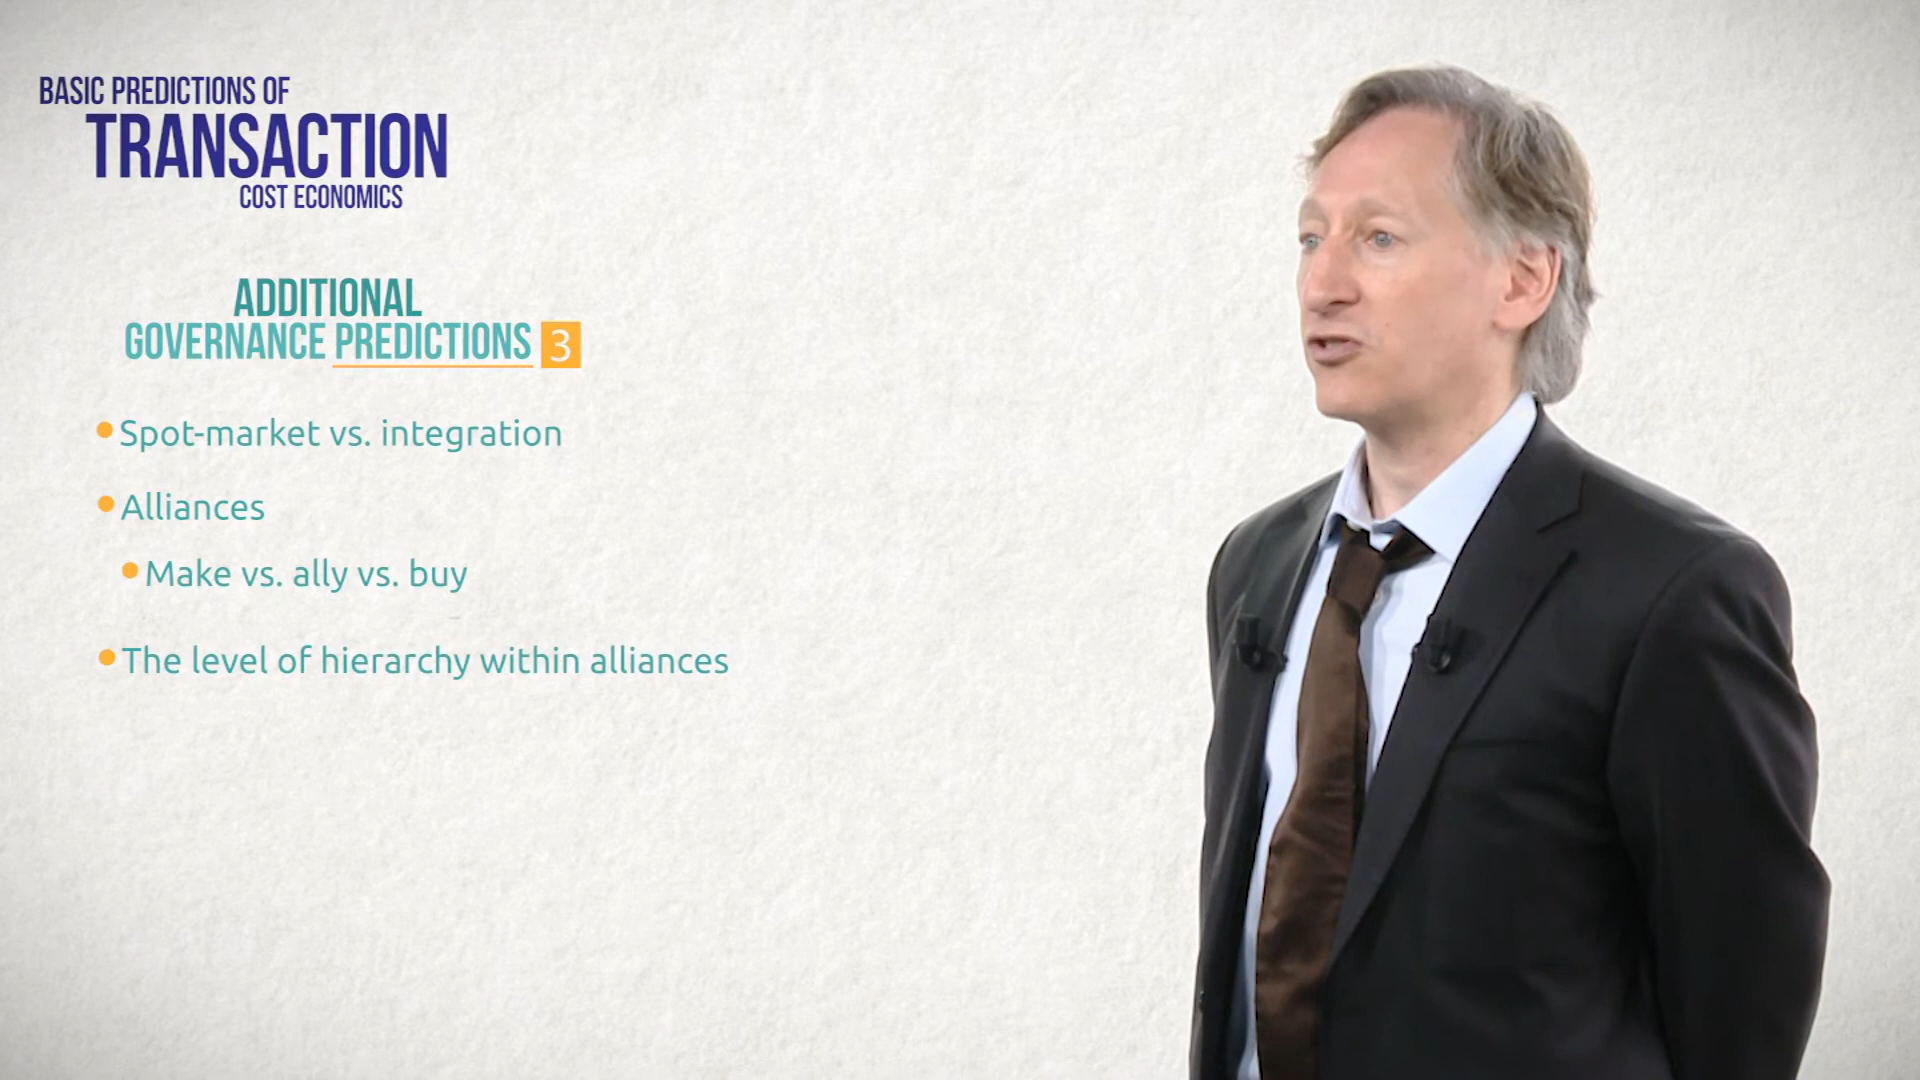 BASIC PREDICTIONS OF
TRANSACTION
COST ECONOMICS
ADDITIONAL
GOVERNANCE PREDICTIONS 3
Spot-market vs. integration
Alliances
Make vs. ally vs. buy
The level of hierarchy within alliances